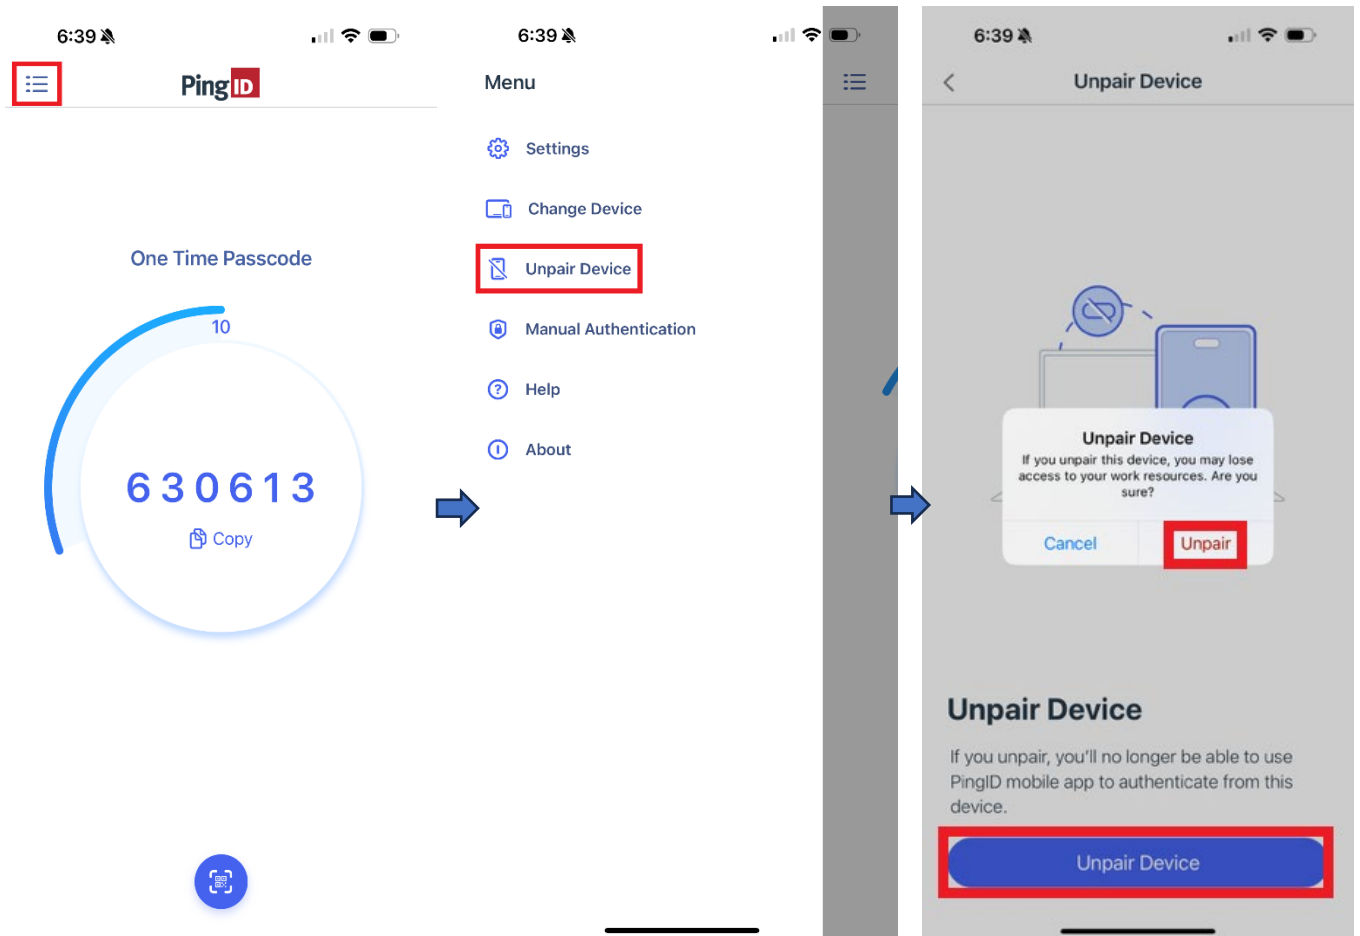 6:39
PingID
One Time Passcode
10
630613
Copy
6:39
Menu
Settings
Change Device
Unpair Device
Manual Authentication
Help
About
6:39
Unpair Device
Unpair Device
If you unpair this device, you may lose
access to your work resources. Are you
sure?
Cancel
Unpair
Unpair Device
If you unpair, you'll no longer be able to use
PingID mobile app to authenticate from this
device.
Unpair Device